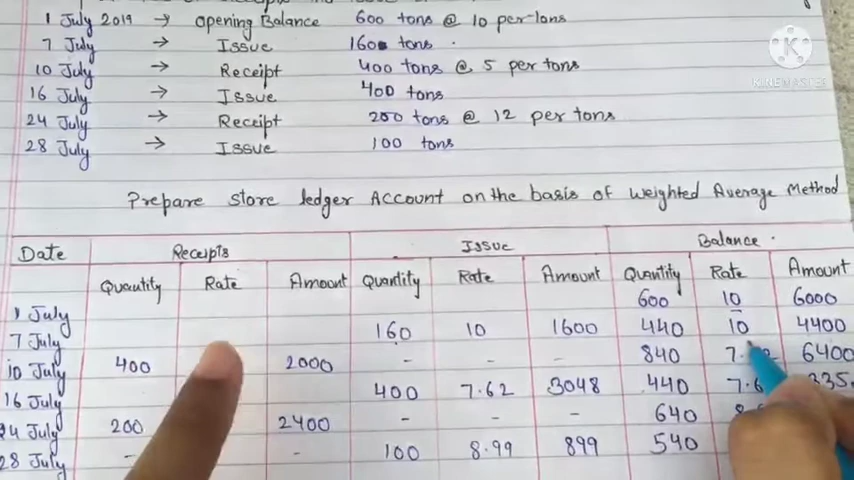 1 July 2019 → opening Balance 600 tons @ 10 per-tons
7 July → Issue 160 tons .
10 July → Receipt 400 tons @ 5 per tons
16 July → Issue 400 tons
24 July → Receipt 200 tons @ 12 per tons
28 July → Issue 100 tons
KINEMASTER
Prepare store ledger Account on the basis of weighted Average Method
Date Receipts Issue Balance
Quantity Rate Amount Quantity Rate Amount Quantity Rate Amount
1 July 600 10 6000
7 July 160 10 1600 440 10 4400
10 July 400 2000 - - - 840 6400
16 July 400 7.62 3048 440
24 July 200 2400 - - - 640
28 July - - 100 8.99 899 540